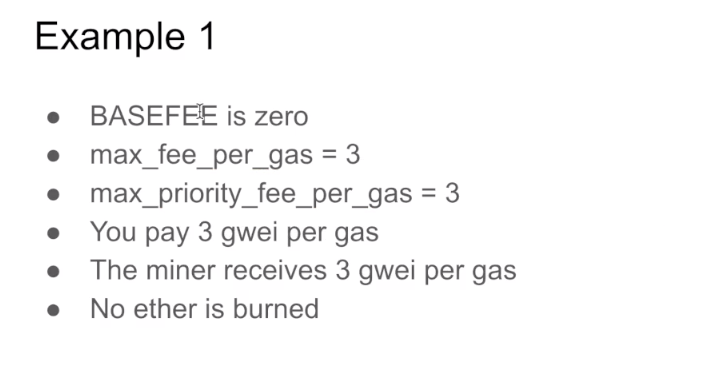 Example 1
● BASEFEE is zero
● max_fee_per_gas = 3
● max_priority_fee_per_gas = 3
● You pay 3 gwei per gas
● The miner receives 3 gwei per gas
● No ether is burned